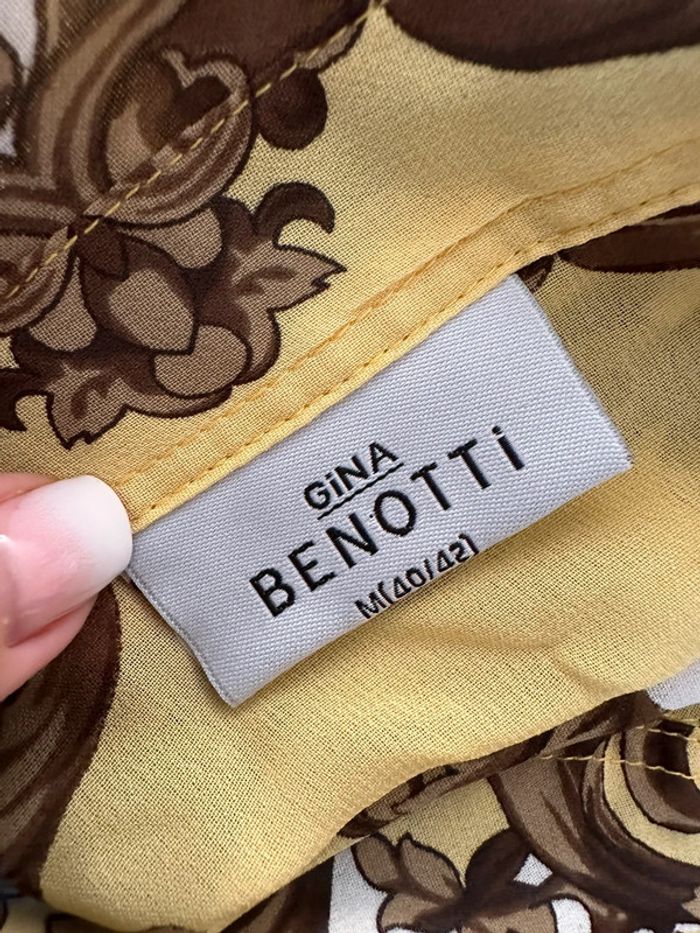 GiNA
BENOTTi
M(40/42)